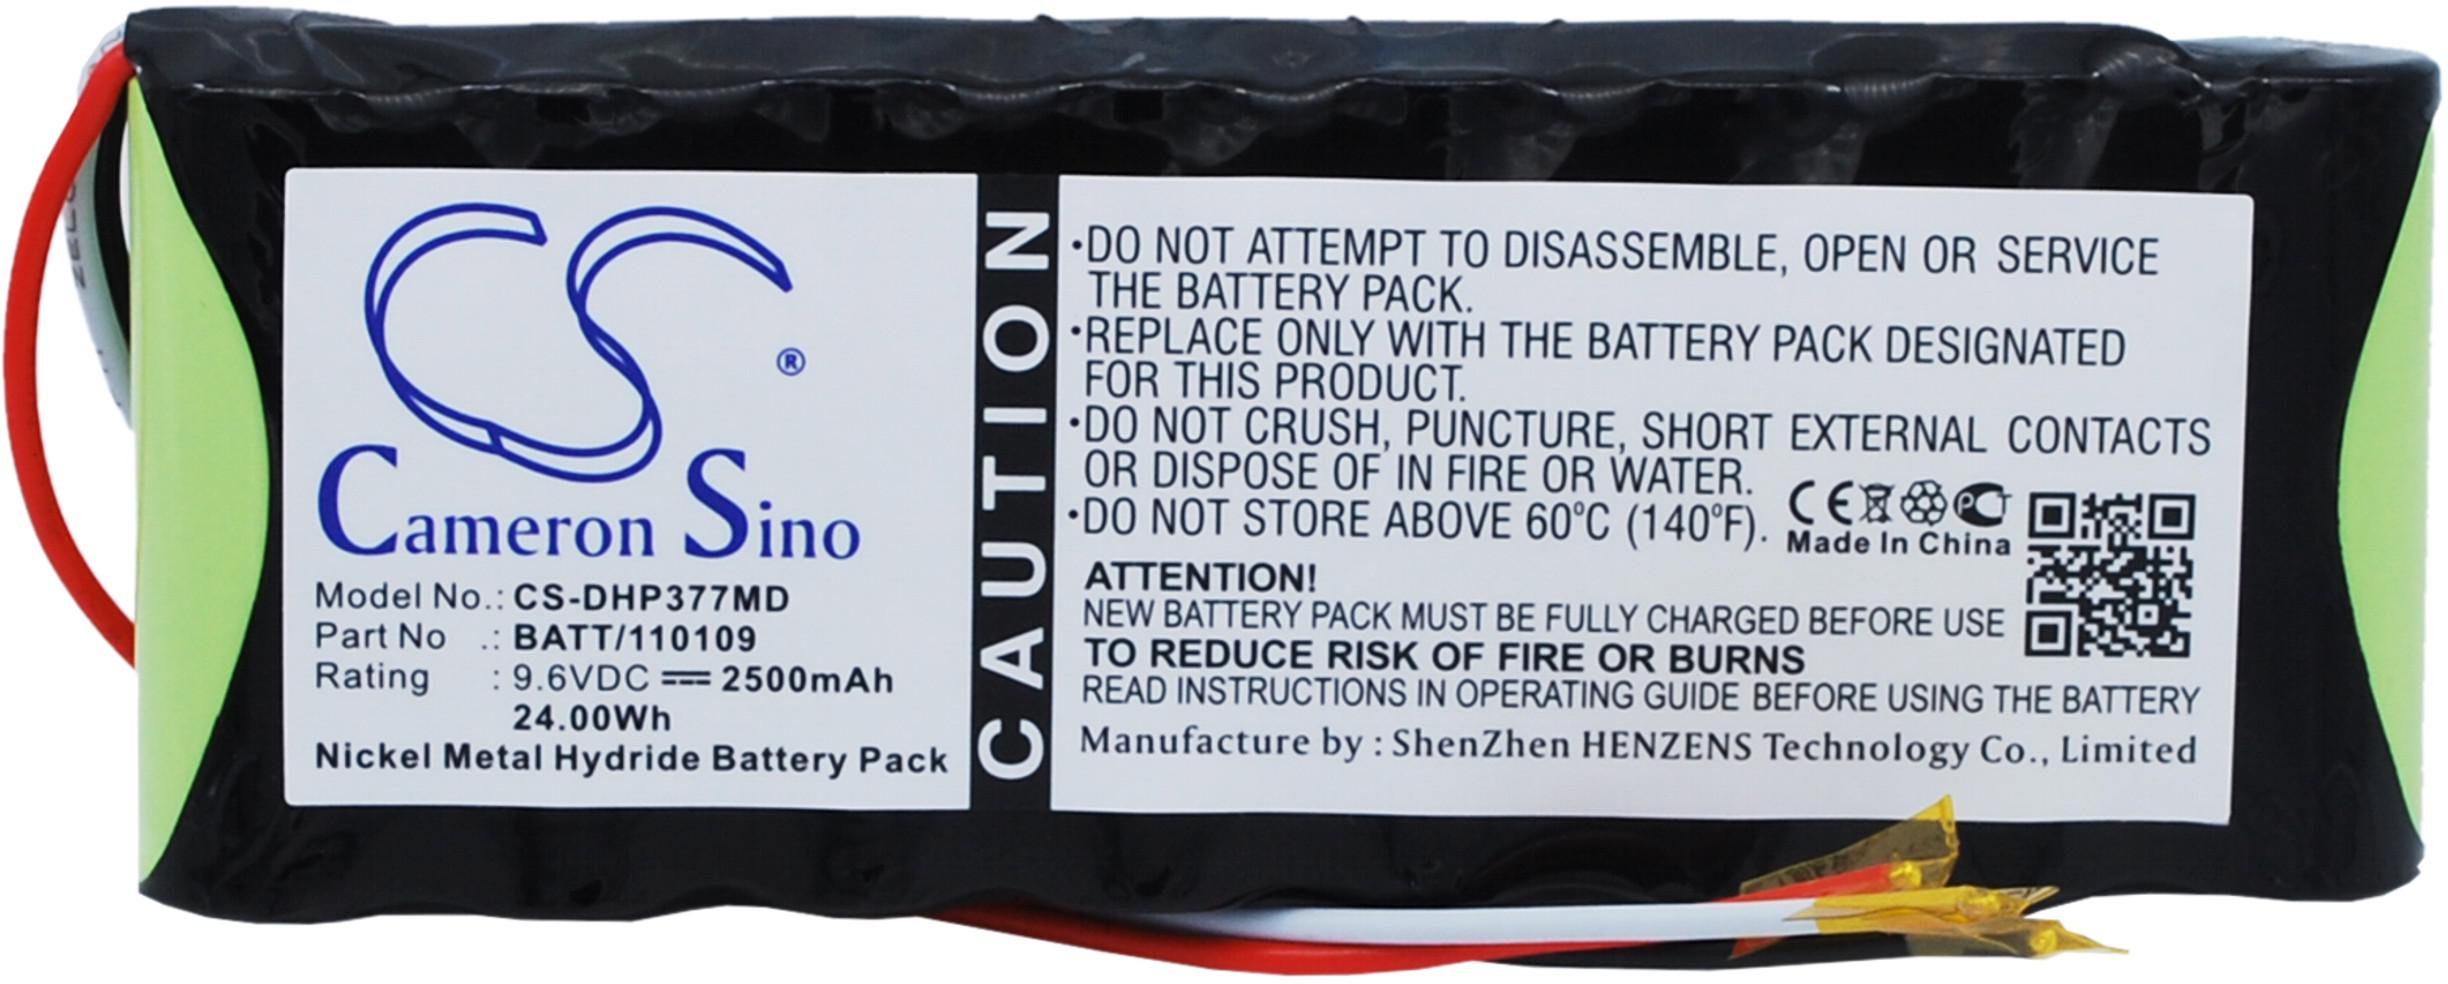 CS
®
Cameron Sino
Model No.: CS-DHP377MD
Part No .: BATT/110109
Rating : 9.6VDC 2500mAh
24.00Wh
Nickel Metal Hydride Battery Pack
CAUTION
•DO NOT ATTEMPT TO DISASSEMBLE, OPEN OR SERVICE
THE BATTERY PACK.
•REPLACE ONLY WITH THE BATTERY PACK DESIGNATED
FOR THIS PRODUCT.
•DO NOT CRUSH, PUNCTURE, SHORT EXTERNAL CONTACTS
OR DISPOSE OF IN FIRE OR WATER.
•DO NOT STORE ABOVE 60°C (140°F).
CE PCT
Made In China
ATTENTION!
NEW BATTERY PACK MUST BE FULLY CHARGED BEFORE USE
TO REDUCE RISK OF FIRE OR BURNS
READ INSTRUCTIONS IN OPERATING GUIDE BEFORE USING THE BATTERY
Manufacture by : ShenZhen HENZENS Technology Co., Limited